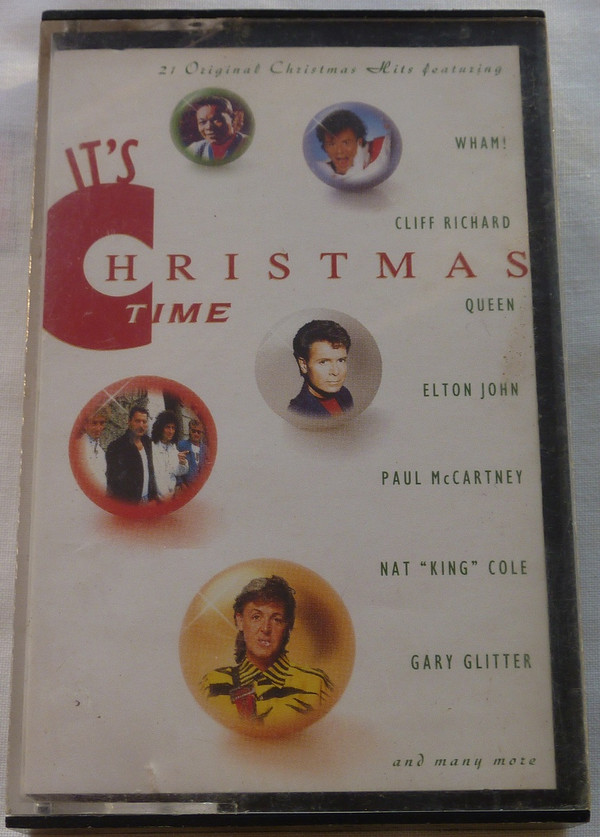 21 Original Christmas Hits featuring
IT'S
CHRISTMAS
TIME
WHAM!
CLIFF RICHARD
QUEEN
ELTON JOHN
PAUL McCARTNEY
NAT "KING" COLE
GARY GLITTER
and many more